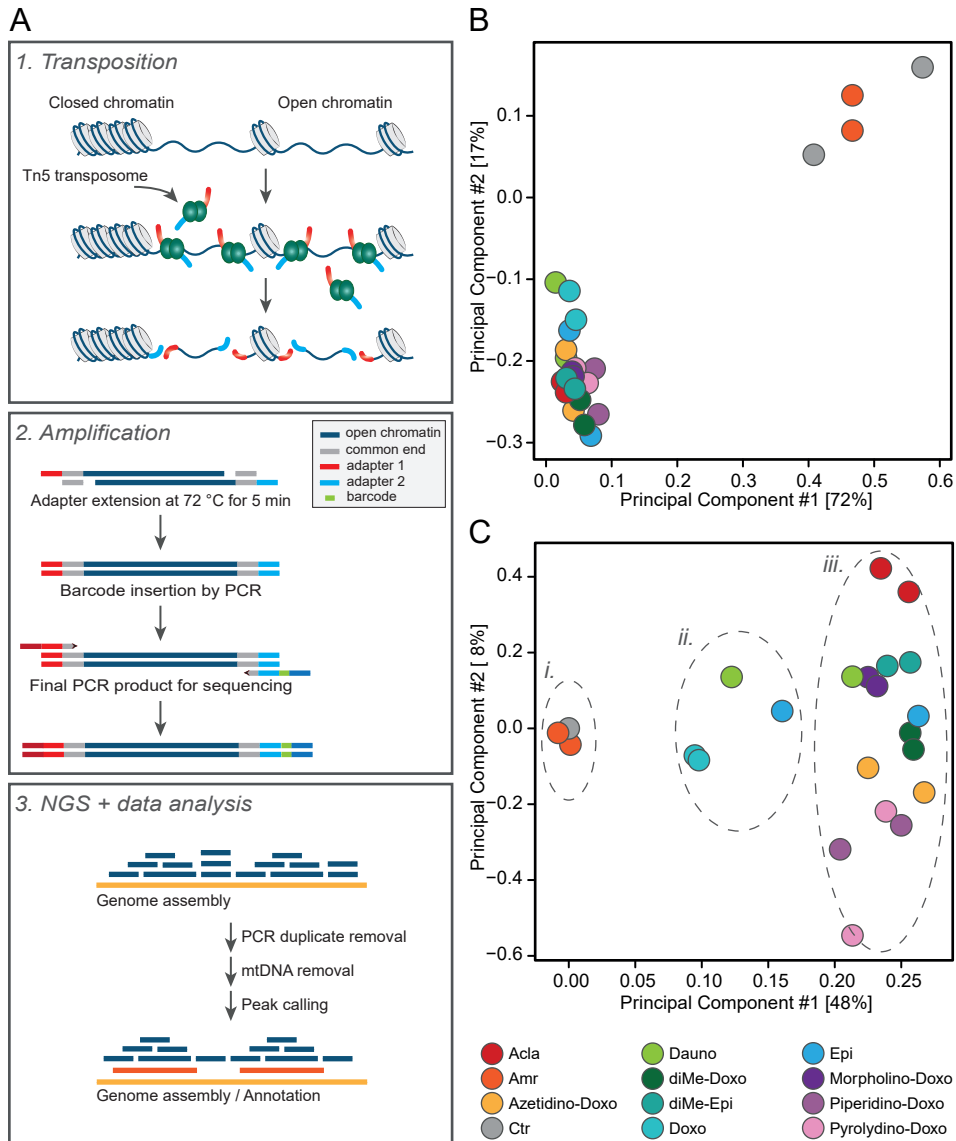 A
1. Transposition
Closed chromatin
Open chromatin
Tn5 transposome
2. Amplification
open chromatin
common end
adapter 1
adapter 2
barcode
Adapter extension at 72 °C for 5 min
Barcode insertion by PCR
Final PCR product for sequencing
3. NGS + data analysis
Genome assembly
PCR duplicate removal
mtDNA removal
Peak calling
Genome assembly / Annotation
B
Principal Component #2 [17%]
0.1
0.0
−0.1
−0.2
−0.3
0.0 0.1 0.2 0.3 0.4 0.5 0.6
Principal Component #1 [72%]
C
Principal Component #2 [ 8%]
0.4
0.2
0.0
−0.2
−0.4
−0.6
i.
ii.
iii.
0.00 0.05 0.10 0.15 0.20 0.25
Principal Component #1 [48%]
Acla
Amr
Azetidino-Doxo
Ctr
Dauno
diMe-Doxo
diMe-Epi
Doxo
Epi
Morpholino-Doxo
Piperidino-Doxo
Pyrolydino-Doxo